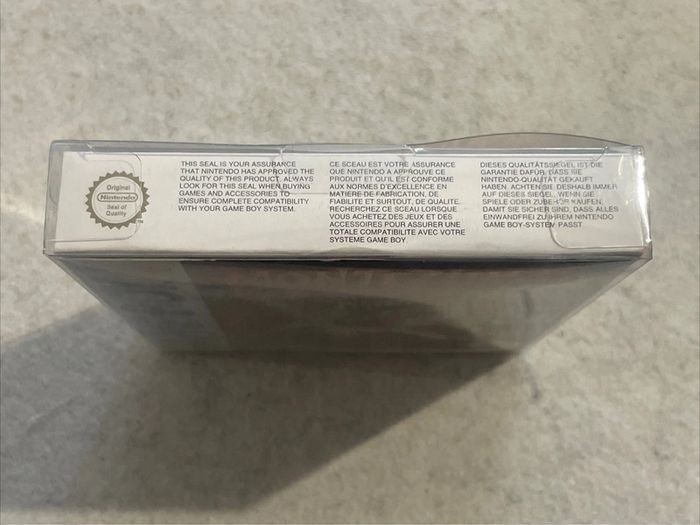 Original
Nintendo
Seal of
Quality
THIS SEAL IS YOUR ASSURANCE
THAT NINTENDO HAS APPROVED THE
QUALITY OF THIS PRODUCT. ALWAYS
LOOK FOR THIS SEAL WHEN BUYING
GAMES AND ACCESSORIES TO
ENSURE COMPLETE COMPATIBILITY
WITH YOUR GAME BOY SYSTEM.
CE SCEAU EST VOTRE ASSURANCE
QUE NINTENDO A APPROUVE CE
PRODUIT ET QU'IL EST CONFORME
AUX NORMES D'EXCELLENCE EN
MATIERE DE FABRICATION, DE
FIABILITE ET SURTOUT, DE QUALITE.
RECHERCHEZ CE SCEAU LORSQUE
VOUS ACHETEZ DES JEUX ET DES
ACCESSOIRES POUR ASSURER UNE
TOTALE COMPATIBILITE AVEC VOTRE
SYSTEME GAME BOY
DIESES QUALITÄTSSIEGEL IST DIE
GARANTIE DAFÜR, DASS SIE
NINTENDO-QUALITÄT GEKAUFT
HABEN. ACHTEN SIE DESHALB IMMER
AUF DIESES SIEGEL, WENN SIE
SPIELE ODER ZUBEHÖR KAUFEN,
DAMIT SIE SICHER SIND, DASS ALLES
EINWANDFREI ZU IHREM NINTENDO
GAME BOY-SYSTEM PASST